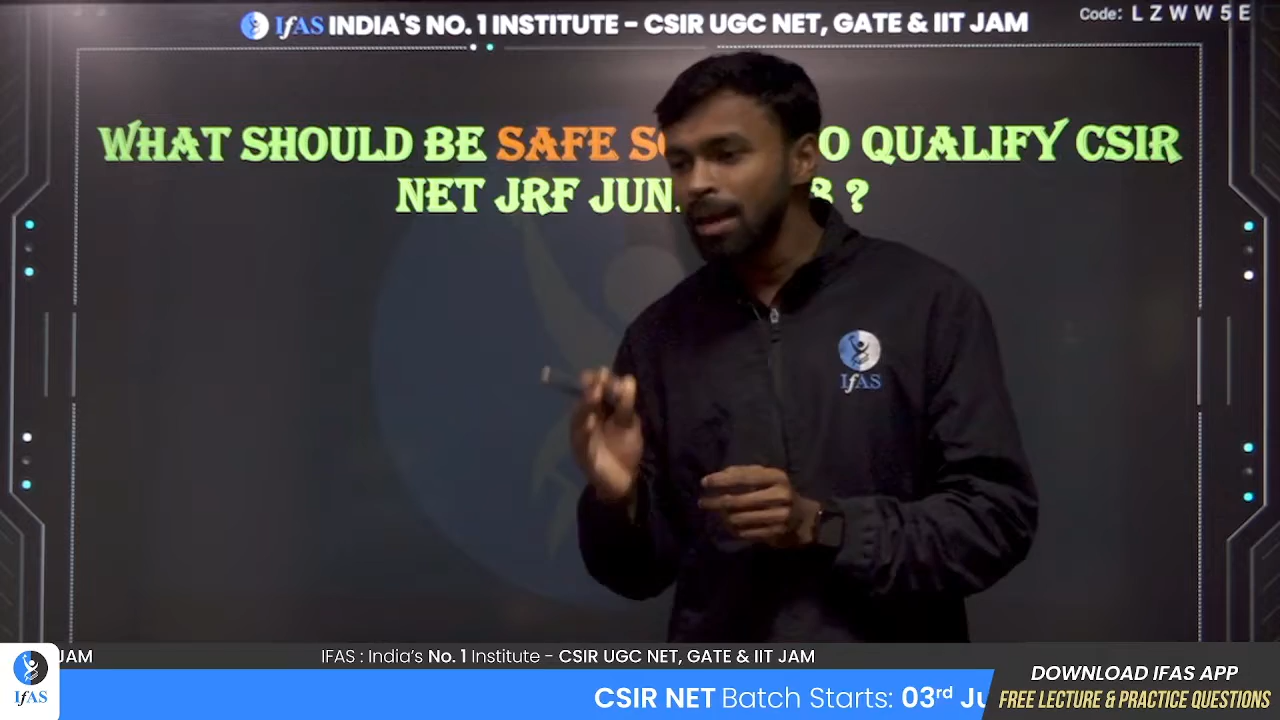 IfAS INDIA'S NO. 1 INSTITUTE - CSIR UGC NET, GATE & IIT JAM
Code: LZWW5E
WHAT SHOULD BE SAFE QUALIFY CSIR
NET JRF ?
IfAS
JAM IFAS : India's No. 1 Institute - CSIR UGC NET, GATE & IIT JAM
IfAS
CSIR NET Batch Starts: 03rd
DOWNLOAD IFAS APP
FREE LECTURE & PRACTICE QUESTIONS